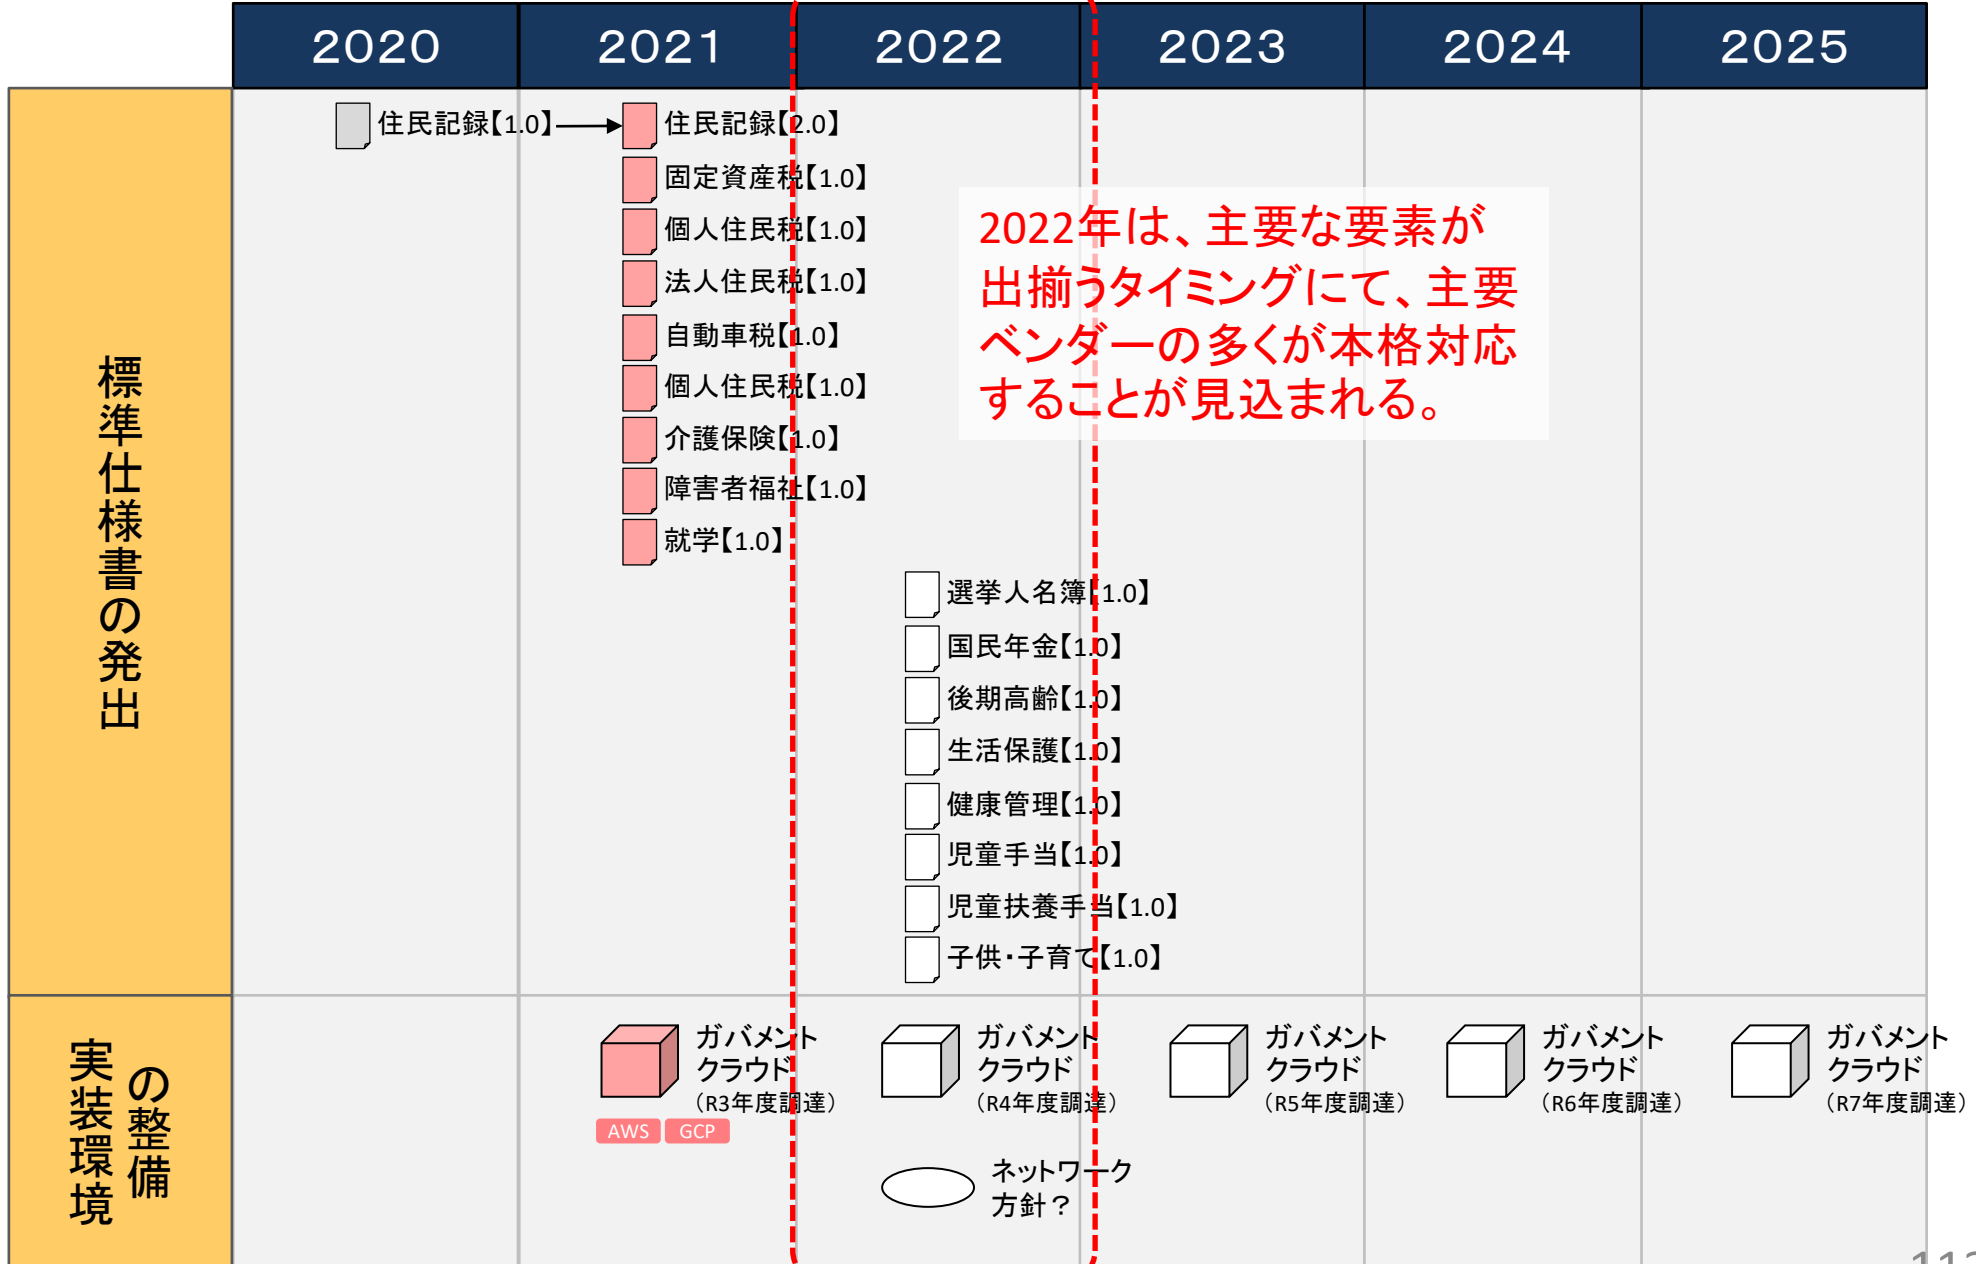 2020 2021 2022 2023 2024 2025
標準仕様書の発出
住民記録【1.0】 住民記録【2.0】
固定資産税【1.0】
個人住民税【1.0】
法人住民税【1.0】
自動車税【1.0】
個人住民税【1.0】
介護保険【1.0】
障害者福祉【1.0】
就学【1.0】
2022年は、主要な要素が
出揃うタイミングにて、主要
ベンダーの多くが本格対応
することが見込まれる。
選挙人名簿【1.0】
国民年金【1.0】
後期高齢【1.0】
生活保護【1.0】
健康管理【1.0】
児童手当【1.0】
児童扶養手当【1.0】
子供・子育て【1.0】
実装環境
の整備
ガバメント
クラウド
（R3年度調達）
AWS GCP
ガバメント
クラウド
（R4年度調達）
ガバメント
クラウド
（R5年度調達）
ガバメント
クラウド
（R6年度調達）
ガバメント
クラウド
（R7年度調達）
ネットワーク
方針？